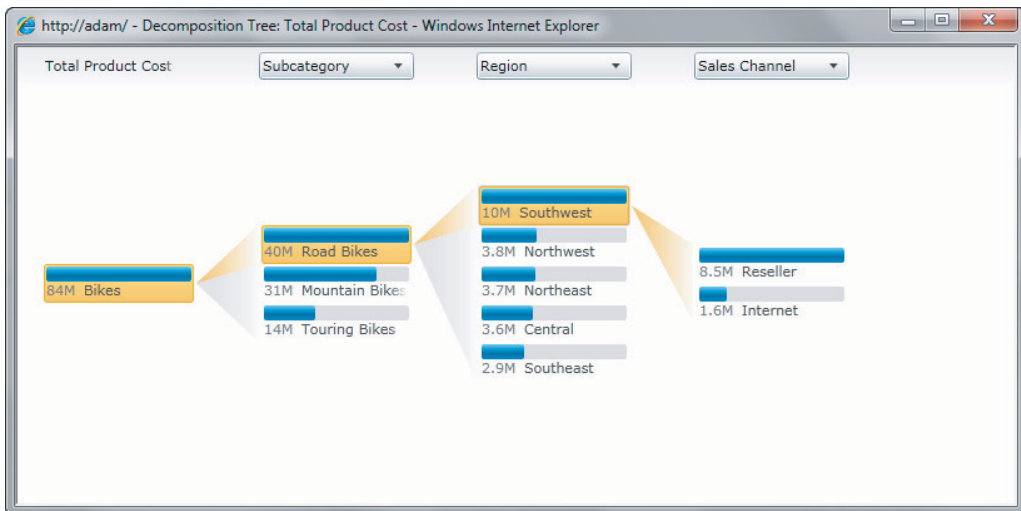 http://adam/ - Decomposition Tree: Total Product Cost - Windows Internet Explorer
Total Product Cost
Subcategory
Region
Sales Channel
84M Bikes
40M Road Bikes
31M Mountain Bikes
14M Touring Bikes
10M Southwest
3.8M Northwest
3.7M Northeast
3.6M Central
2.9M Southeast
8.5M Reseller
1.6M Internet